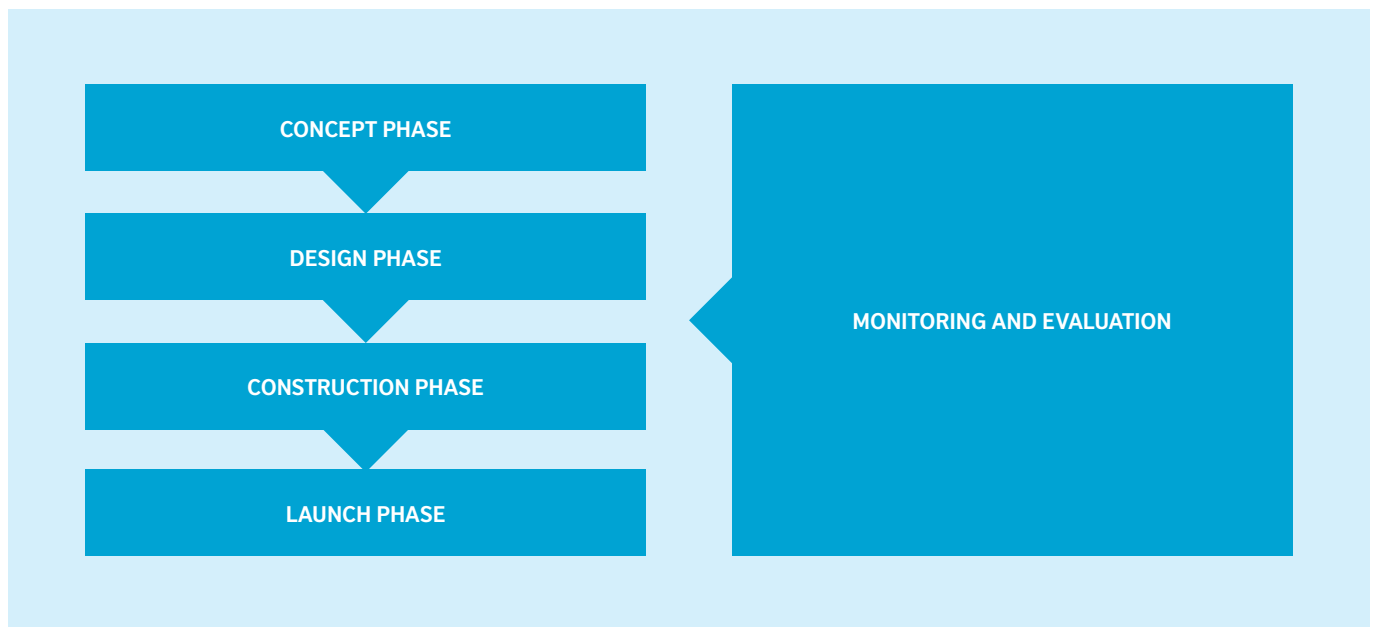 CONCEPT PHASE
DESIGN PHASE
CONSTRUCTION PHASE
LAUNCH PHASE
MONITORING AND EVALUATION